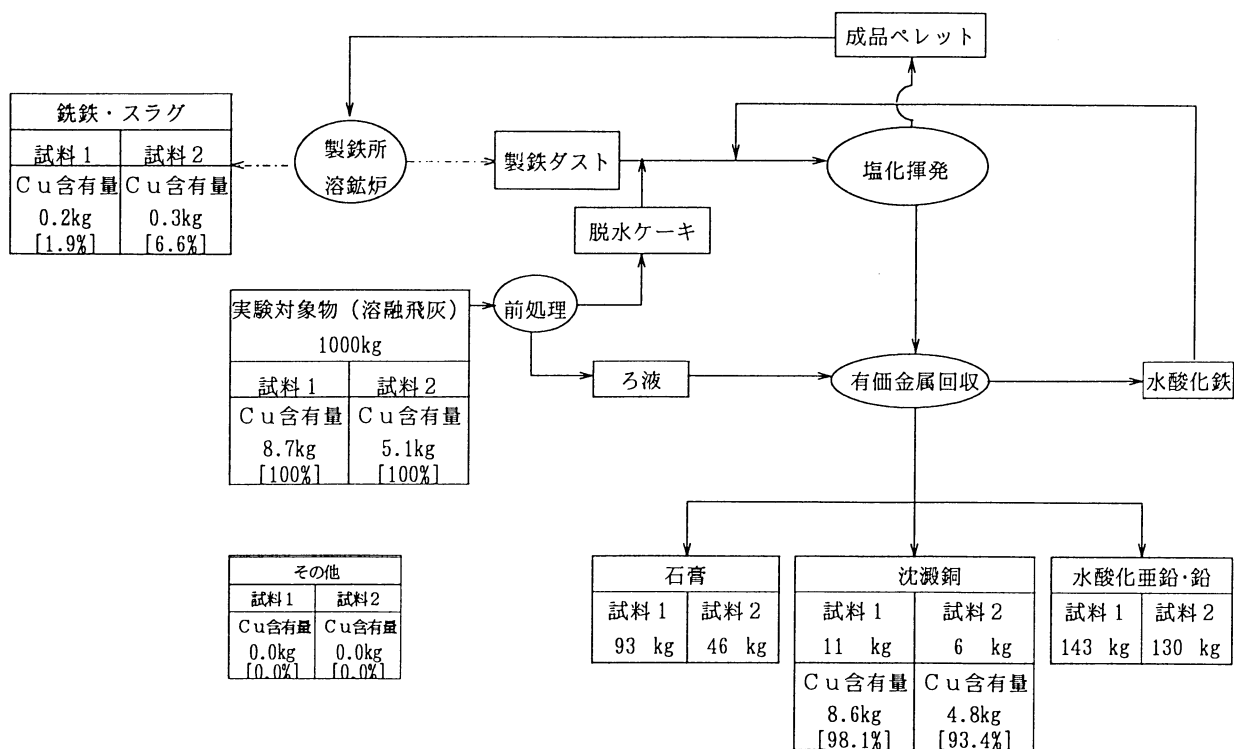 成品ペレット
銑鉄・スラグ
試料1 試料2
Cu含有量 Cu含有量
0.2kg 0.3kg
[1.9%] [6.6%]
製鉄所
溶鉱炉
製鉄ダスト
塩化揮発
脱水ケーキ
実験対象物(溶融飛灰)
1000kg
試料1 試料2
Cu含有量 Cu含有量
8.7kg 5.1kg
[100%] [100%]
前処理
ろ液
有価金属回収
水酸化鉄
その他
試料1 試料2
Cu含有量 Cu含有量
0.0kg 0.0kg
[0.0%] [0.0%]
石膏
試料1 試料2
93 kg 46 kg
沈澱銅
試料1 試料2
11 kg 6 kg
Cu含有量 Cu含有量
8.6kg 4.8kg
[98.1%] [93.4%]
水酸化亜鉛・鉛
試料1 試料2
143 kg 130 kg